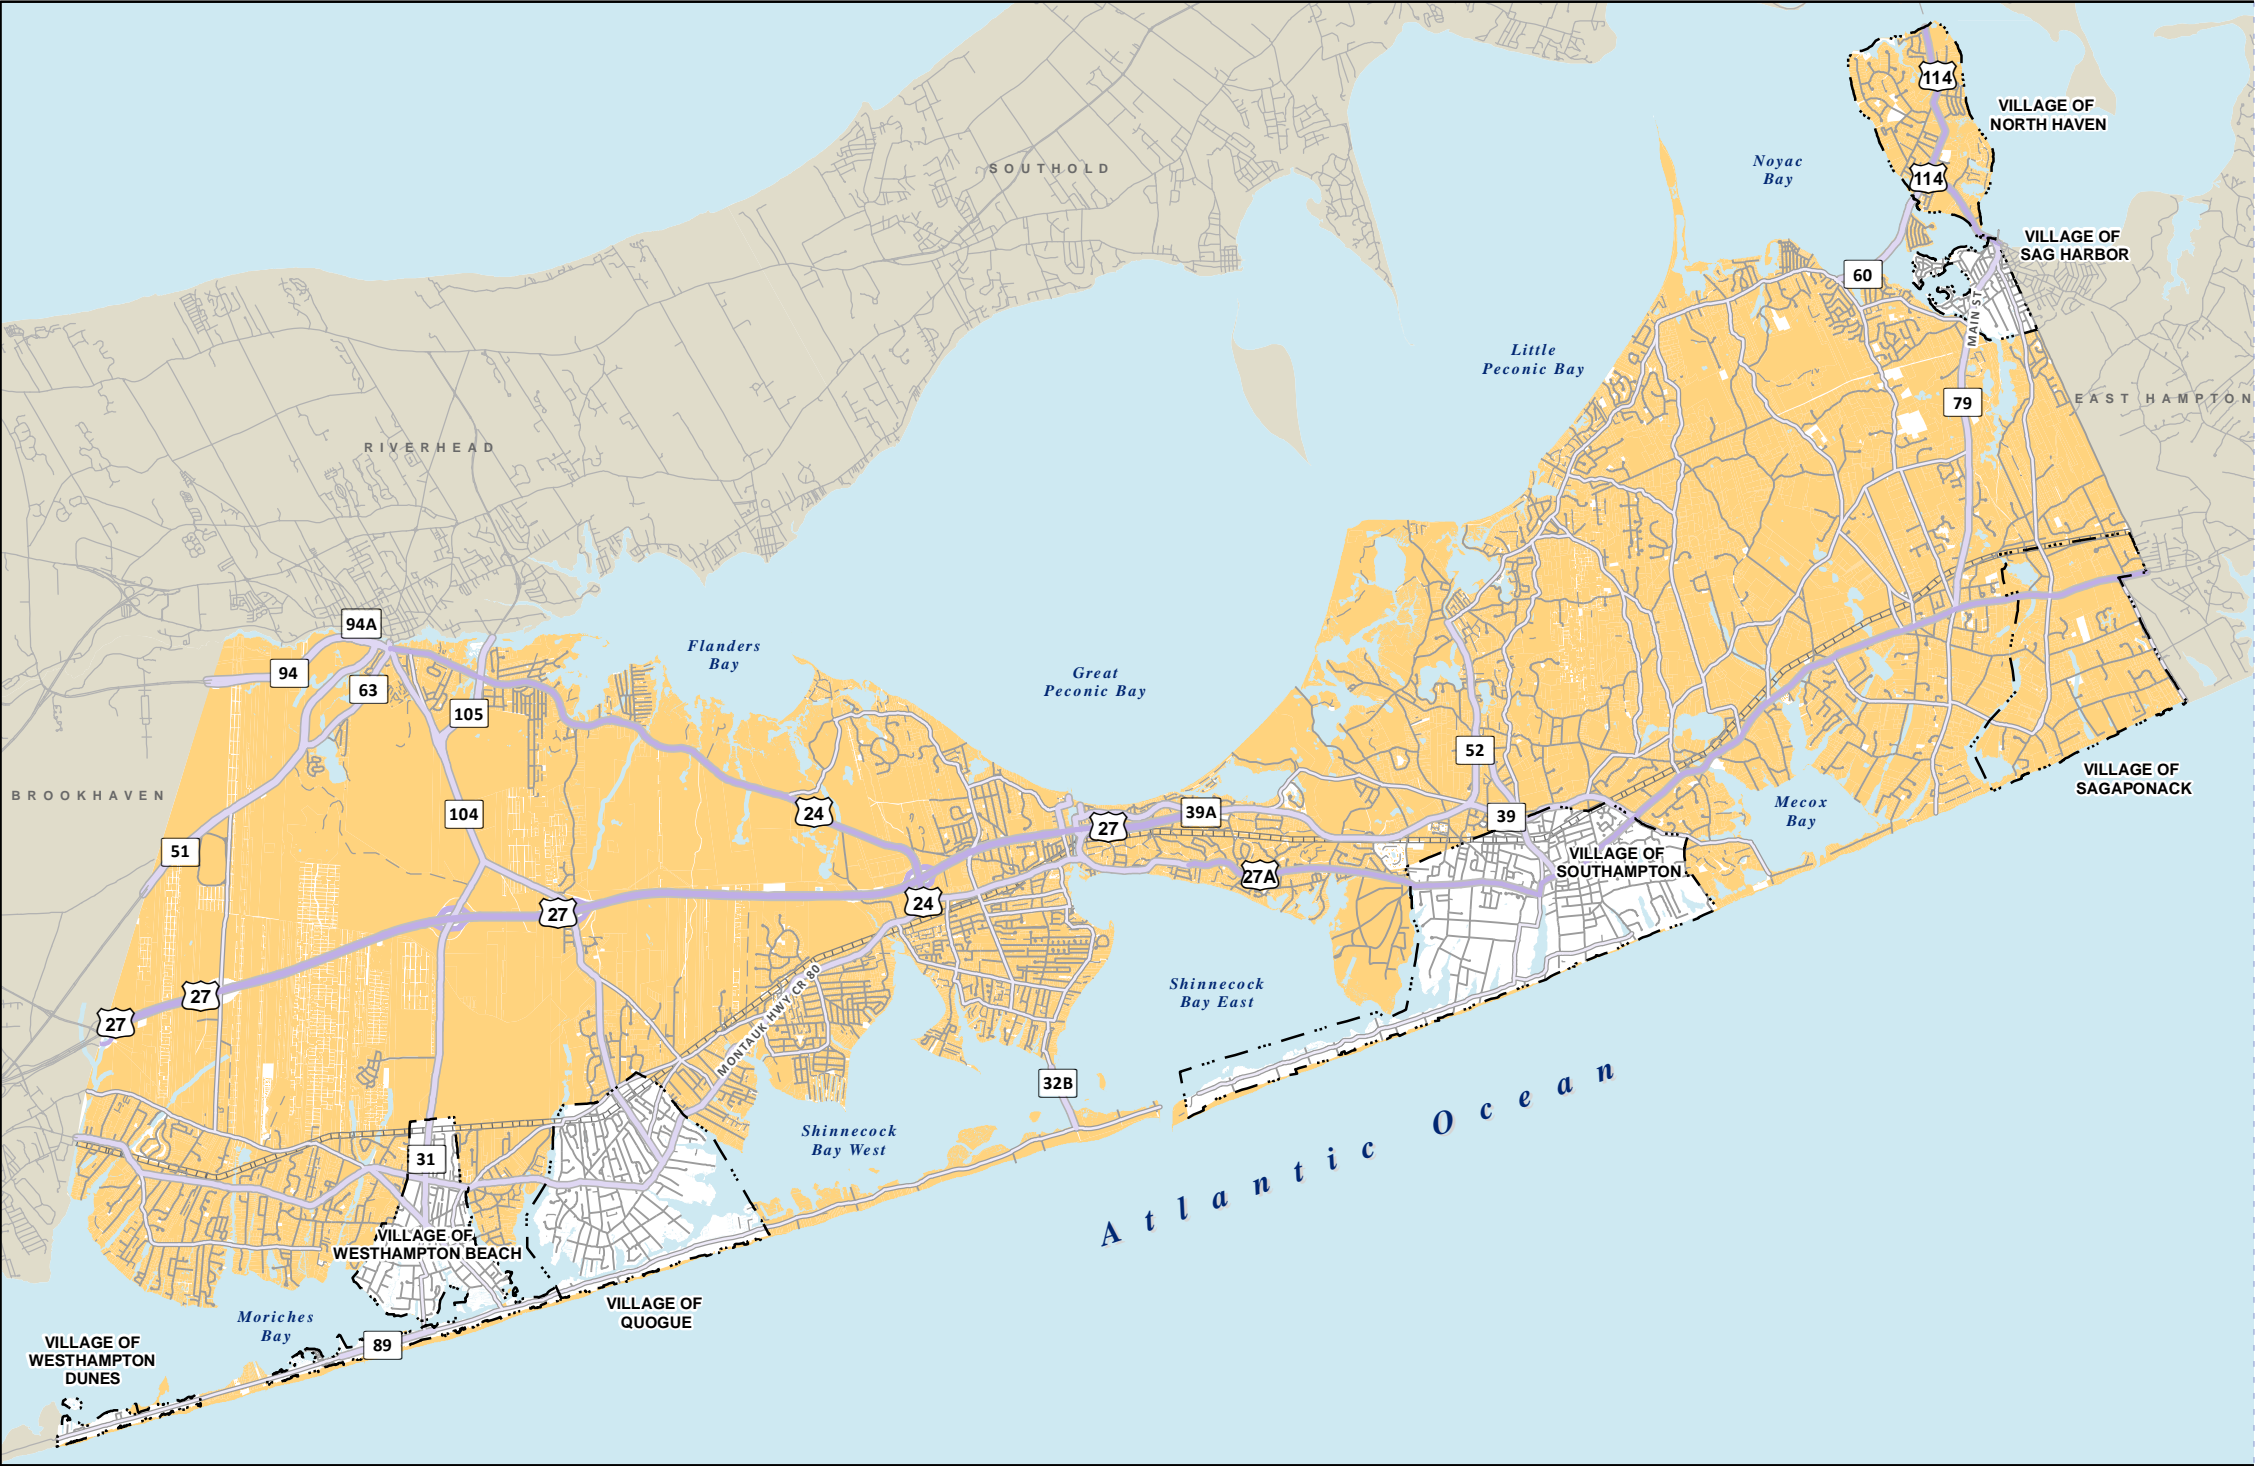 114
VILLAGE OF
NORTH HAVEN
SOUTHOLD
Noyac
Bay
114
VILLAGE OF
SAG HARBOR
60
MAIN ST
Little
Peconic Bay
79
EAST HAMPTON
RIVERHEAD
94A
Flanders
Bay
94
63
Great
Peconic Bay
105
52
VILLAGE OF
SAGAPONACK
BROOKHAVEN
104
24
39A
27
39
Mecox
Bay
51
VILLAGE OF
SOUTHAMPTON
27A
24
27
MONTAUK HWY CR 80
Shinnecock
Bay East
27
27
32B
Atlantic Ocean
Shinnecock
Bay West
31
VILLAGE OF
WESTHAMPTON BEACH
VILLAGE OF
QUOGUE
Moriches
Bay
89
VILLAGE OF
WESTHAMPTON
DUNES